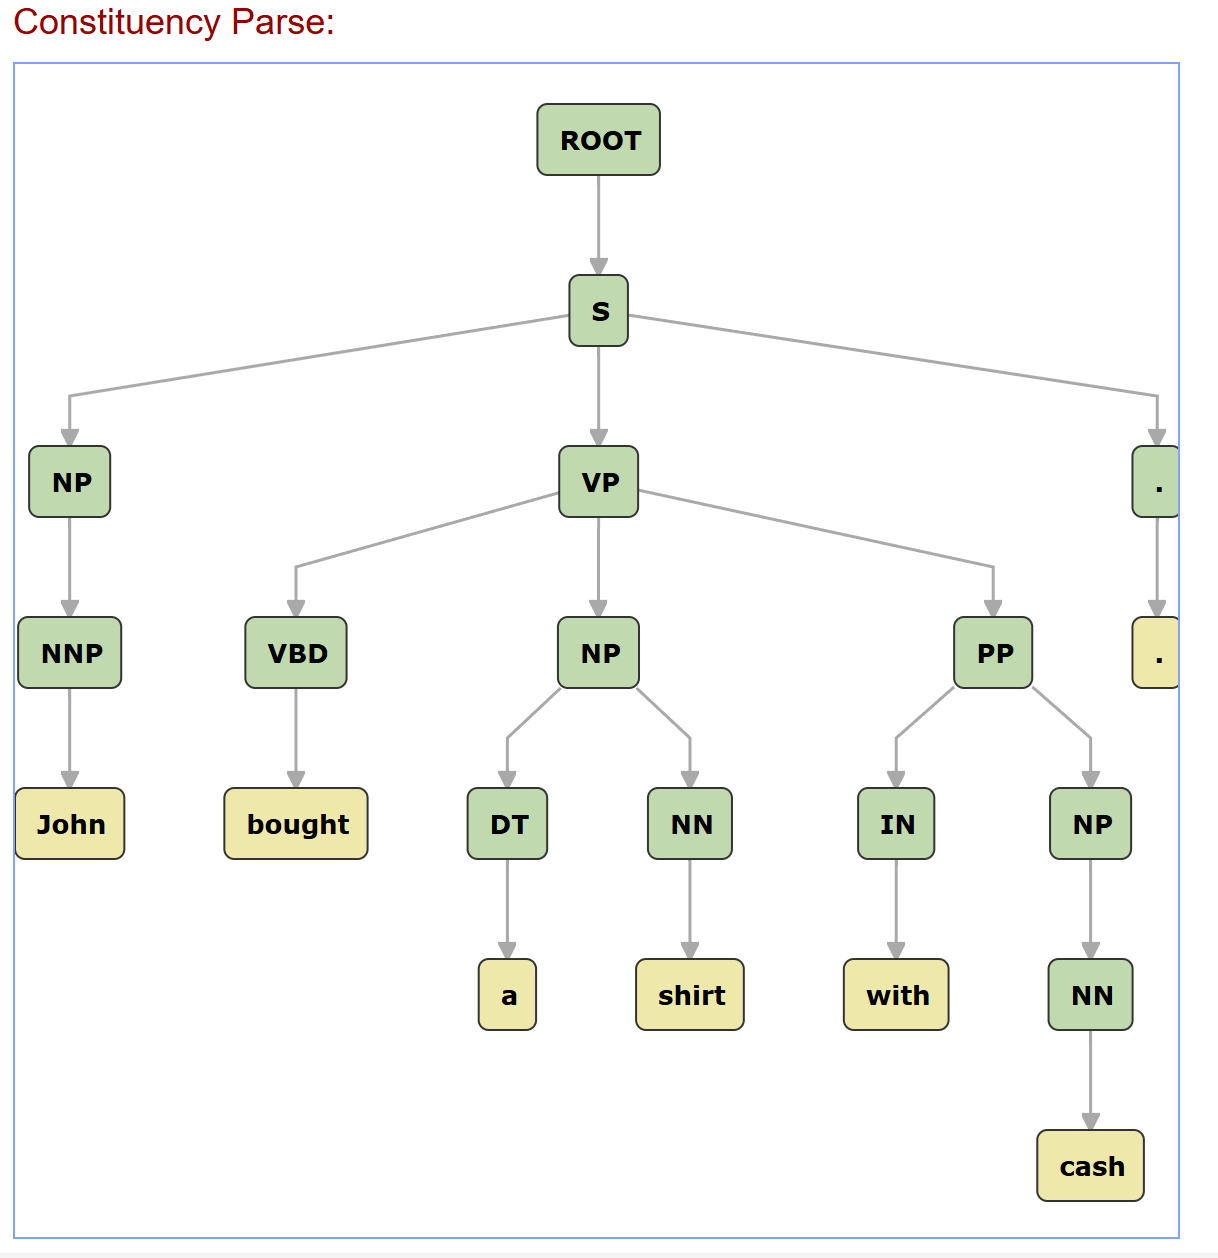 Constituency Parse:
ROOT
S
NP VP .
NNP VBD NP PP .
John bought DT NN IN NP
a shirt with NN
cash